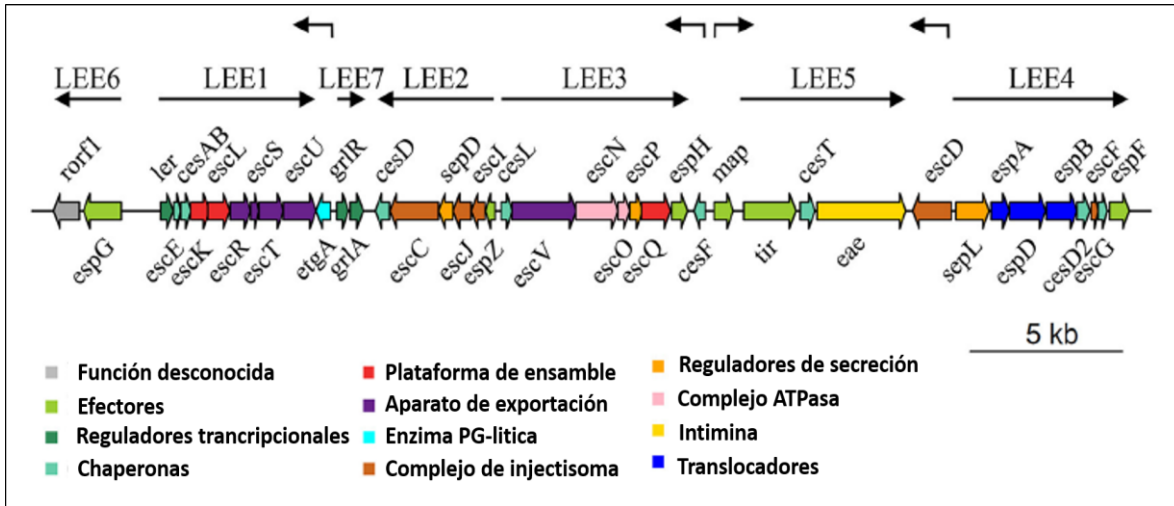 LEE6 LEE1 LEE7 LEE2 LEE3 LEE5 LEE4
rorf1 ler cesAB escL escS escU grlR cesD sepD escI cesL escN escP espH map cesT escD espA espB escF espF
espG escE escK escR escT etgA grlA escC escJ espZ escV escO escQ cesF tir eae sepL espD cesD2 escG
5 kb
Función desconocida
Efectores
Reguladores trancripcionales
Chaperonas
Plataforma de ensamble
Aparato de exportación
Enzima PG-litica
Complejo de injectisoma
Reguladores de secreción
Complejo ATPasa
Intimina
Translocadores